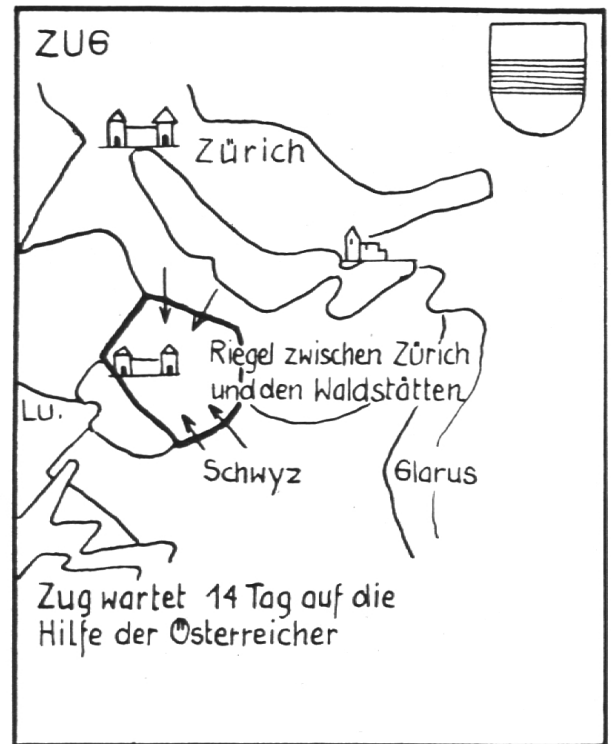 ZUG
Zürich
Riegel zwischen Zürich
und den Waldstätten
Lu.
Schwyz
Glarus
Zug wartet 14 Tag auf die
Hilfe der Österreicher